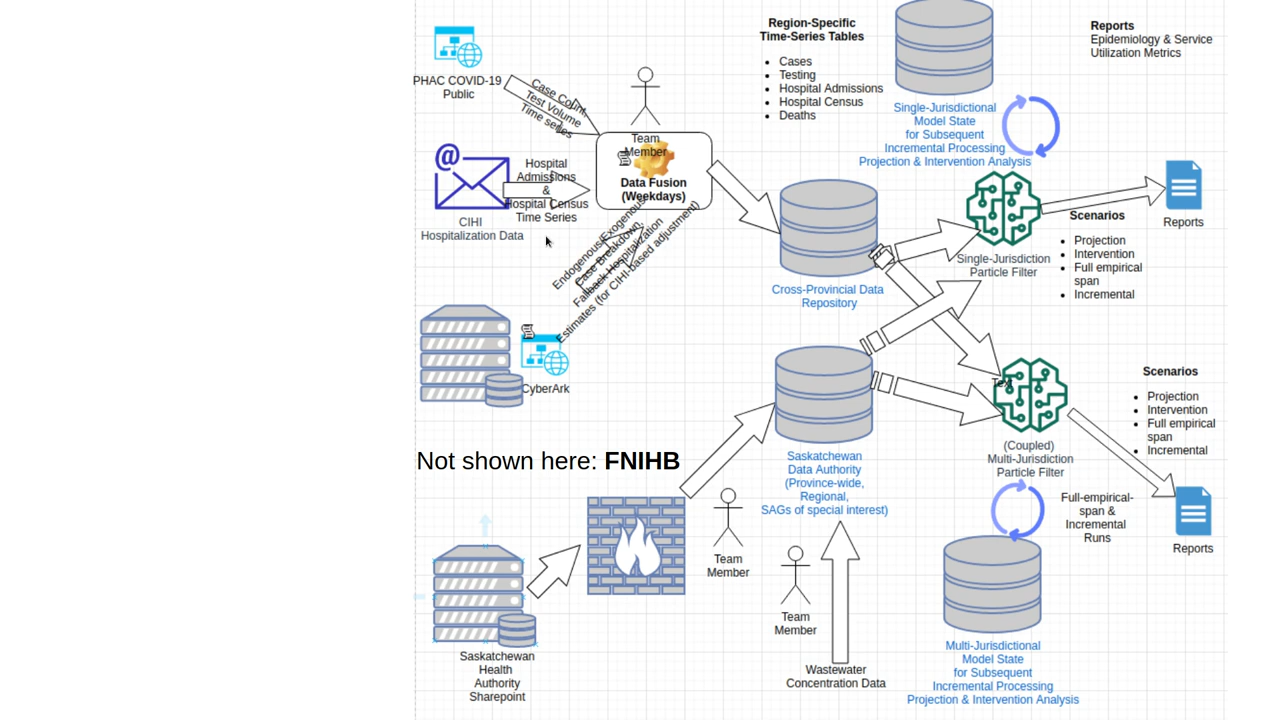 PHAC COVID-19
Public
Case Count,
Test Volume
Time series
Team
Member
Data Fusion
(Weekdays)
@
CIHI
Hospitalization Data
Hospital
Admissions
&
Hospital Census
Time Series
Endogenous/Exogenous
Case Breakdown,
Fallback Hospitalization
Estimates (for CIHI-based adjustment)
CyberArk
Region-Specific
Time-Series Tables
Cases
Testing
Hospital Admissions
Hospital Census
Deaths
Single-Jurisdictional
Model State
for Subsequent
Incremental Processing
Projection & Intervention Analysis
Reports
Epidemiology & Service
Utilization Metrics
Reports
Cross-Provincial Data
Repository
Single-Jurisdiction
Particle Filter
Scenarios
Projection
Intervention
Full empirical
span
Incremental
Text
(Coupled)
Multi-Jurisdiction
Particle Filter
Scenarios
Projection
Intervention
Full empirical
span
Incremental
Not shown here: FNIHB
Saskatchewan
Data Authority
(Province-wide,
Regional,
SAGs of special interest)
Full-empirical-
span &
Incremental
Runs
Reports
Team
Member
Team
Member
Saskatchewan
Health
Authority
Sharepoint
Wastewater
Concentration Data
Multi-Jurisdictional
Model State
for Subsequent
Incremental Processing
Projection & Intervention Analysis